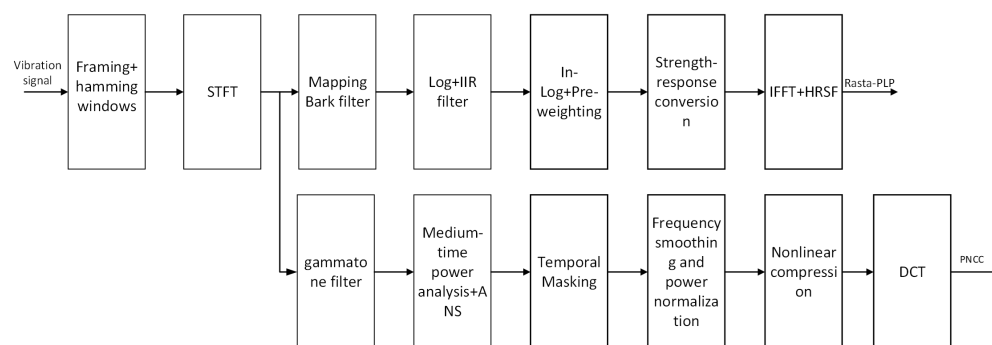 Vibration
signal
Framing+
hamming
windows
STFT
Mapping
Bark filter
Log+IIR
filter
In-
Log+Pre-
weighting
Strength-
response
conversio
n
IFFT+HRSF
Rasta-PLP
gammato
ne filter
Medium-
time
power
analysis+A
NS
Temporal
Masking
Frequency
smoothin
g and
power
normaliza
tion
Nonlinear
compressi
on
DCT
PNCC